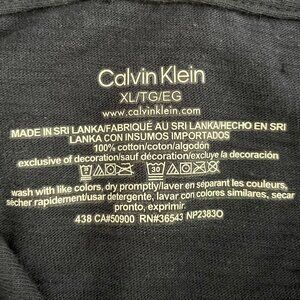 Calvin Klein
XL/TG/EG
www.calvinklein.com
MADE IN SRI LANKA/FABRIQUÉ AU SRI LANKA/HECHO EN SRI
LANKA CON INSUMOS IMPORTADOS
100% cotton/coton/algodón
exclusive of decoration/sauf décoration/excluye la decoración
wash with like colors, dry promptly/laver en séparant les couleurs,
sécher rapidement/usar detergente, lavar con colores similares, secar
pronto, exprimir.
438 CA#50900 RN#36543 NP2383O